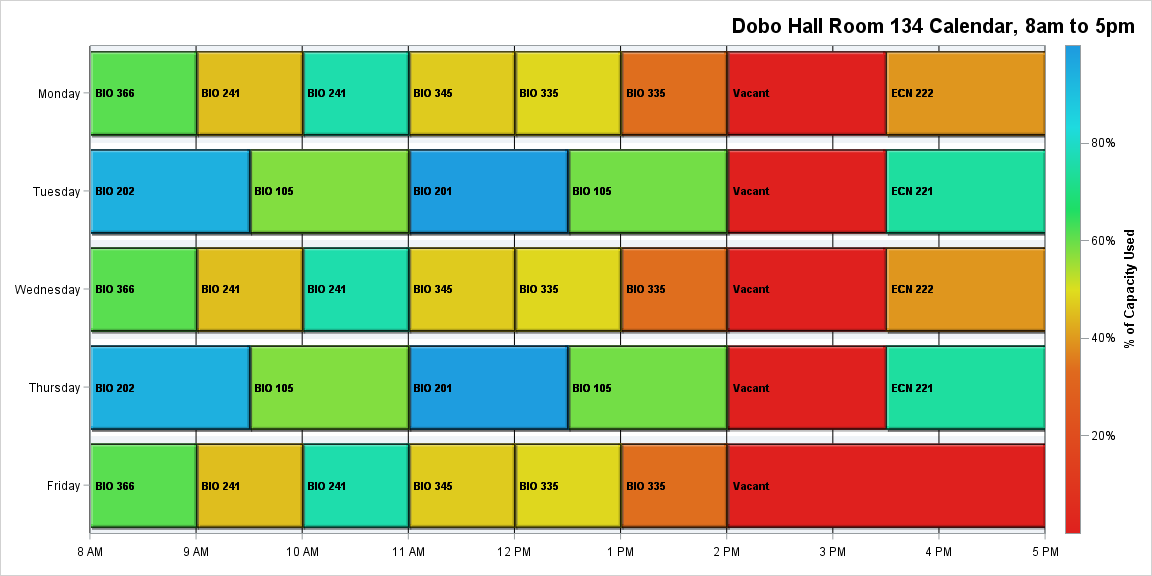 Dobo Hall Room 134 Calendar, 8am to 5pm
Monday BIO 366 BIO 241 BIO 241 BIO 345 BIO 335 BIO 335 Vacant ECN 222
Tuesday BIO 202 BIO 105 BIO 201 BIO 105 Vacant ECN 221
Wednesday BIO 366 BIO 241 BIO 241 BIO 345 BIO 335 BIO 335 Vacant ECN 222
Thursday BIO 202 BIO 105 BIO 201 BIO 105 Vacant ECN 221
Friday BIO 366 BIO 241 BIO 241 BIO 345 BIO 335 BIO 335 Vacant
8 AM 9 AM 10 AM 11 AM 12 PM 1 PM 2 PM 3 PM 4 PM 5 PM
80%
60%
40%
20%
% of Capacity Used